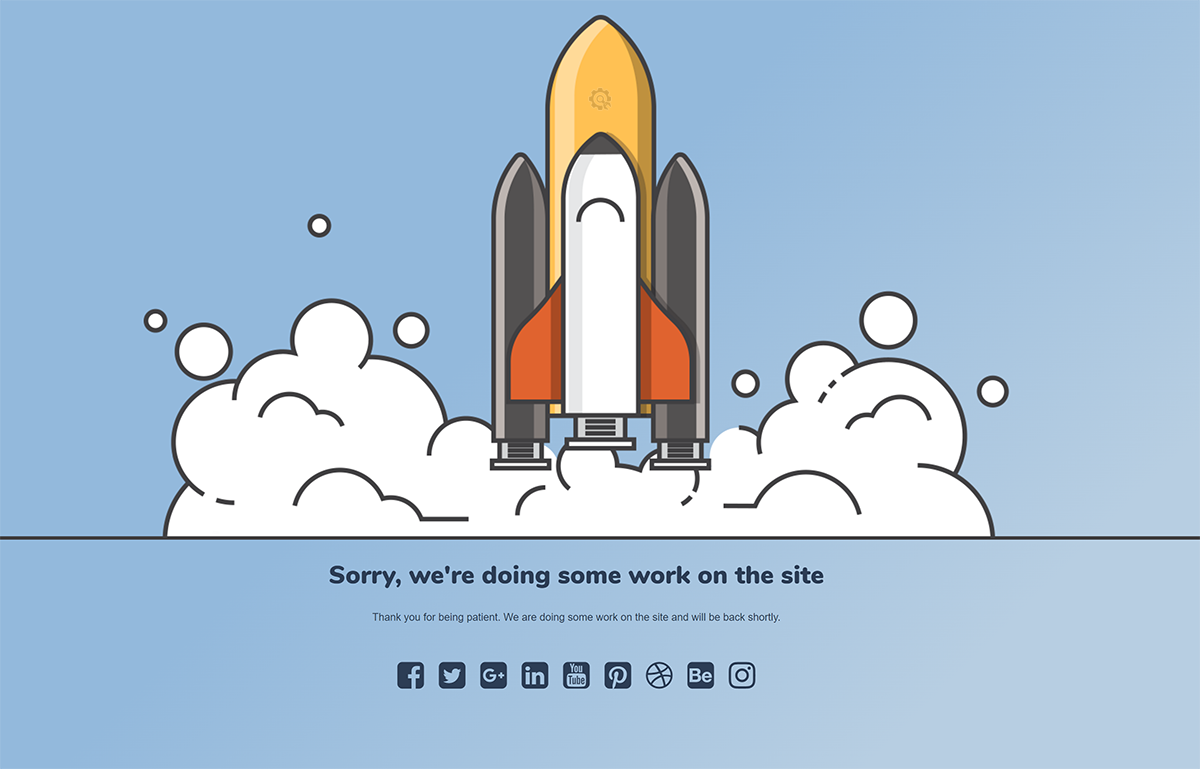 Sorry, we're doing some work on the site
Thank you for being patient. We are doing some work on the site and will be back shortly.
f G+ in You Tube Be